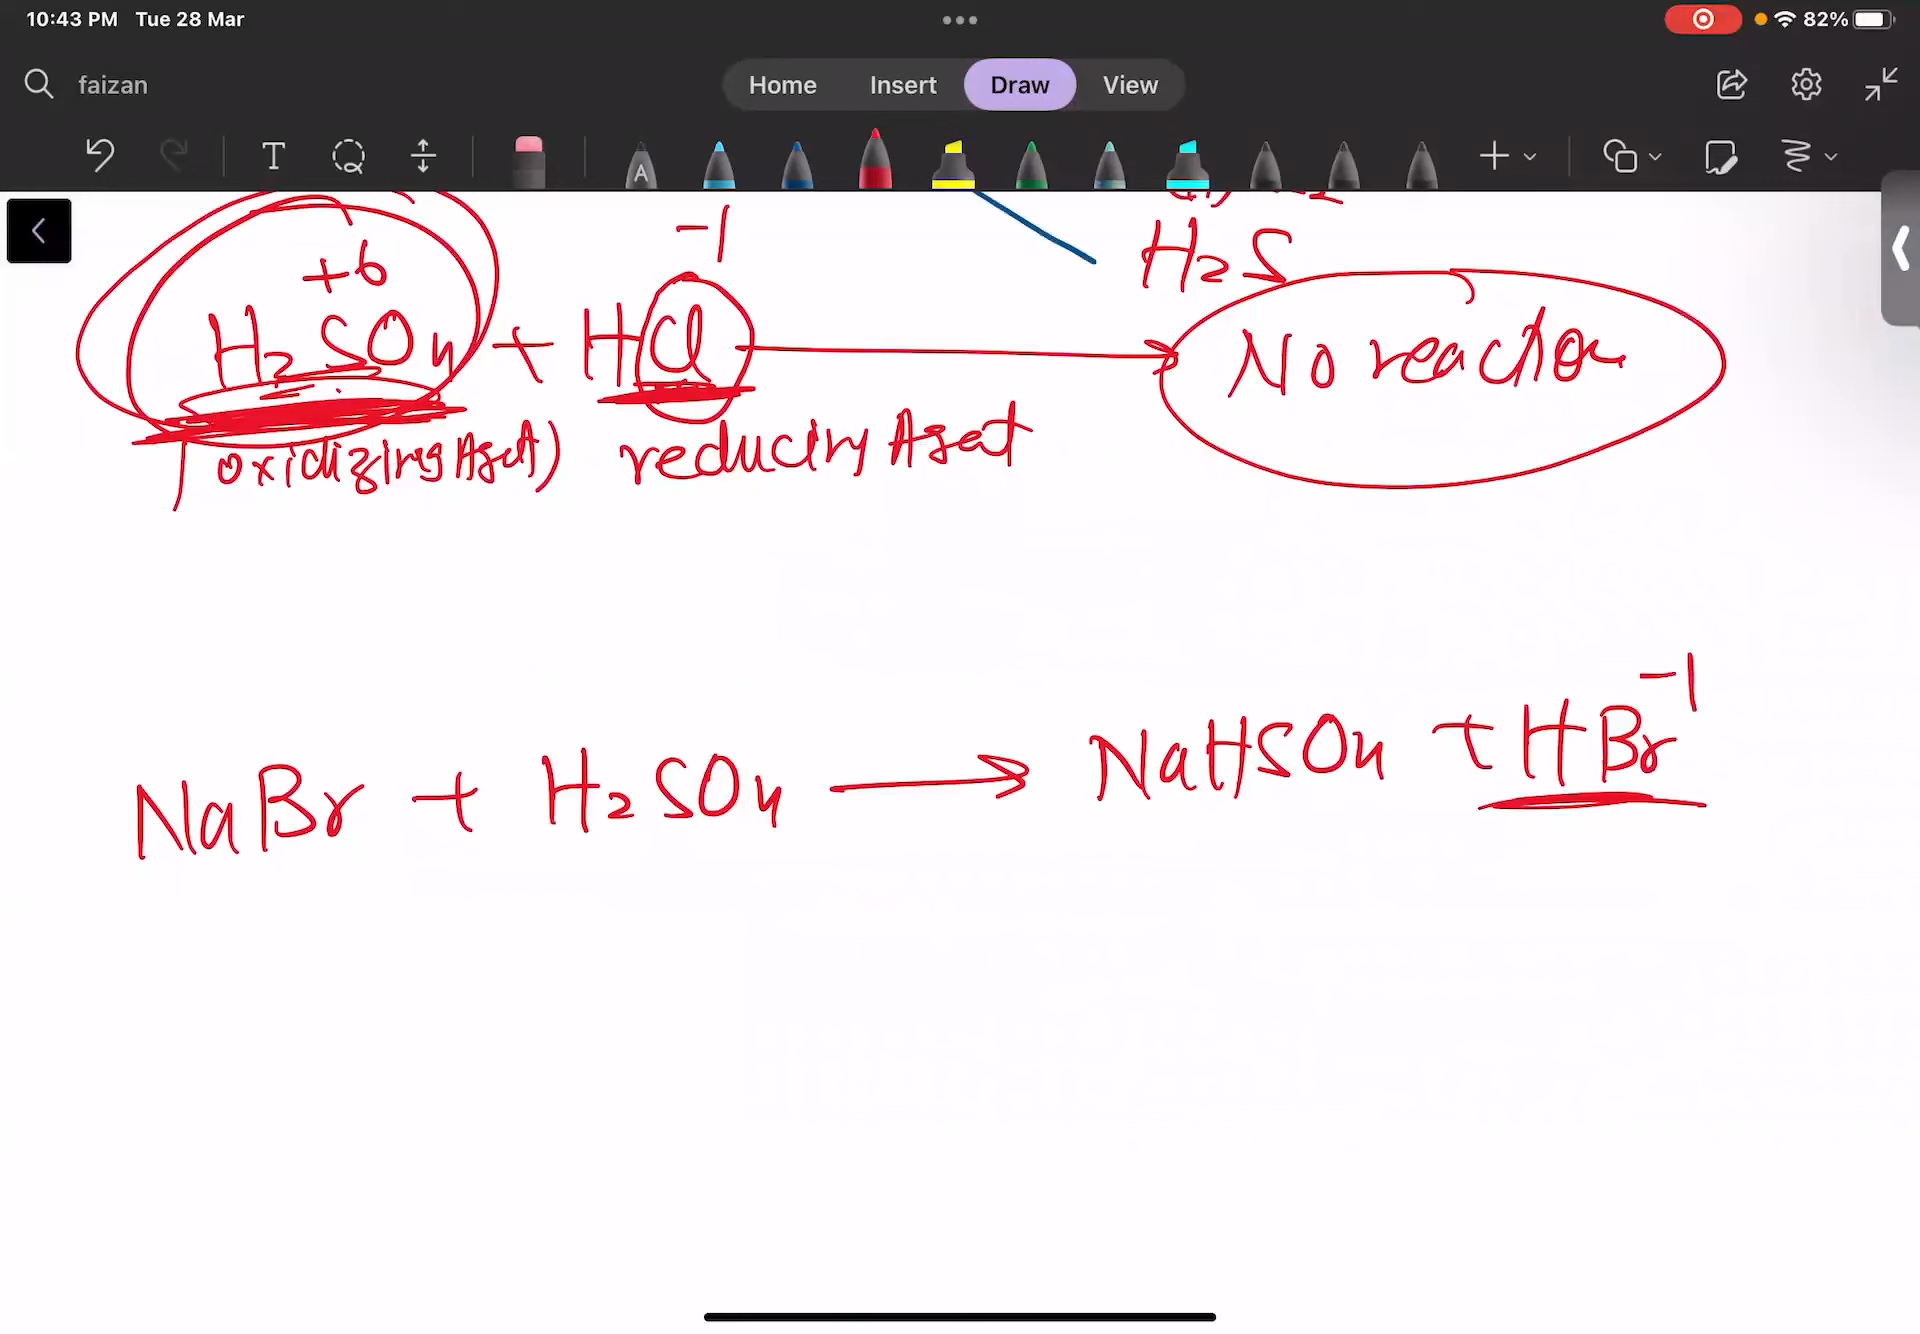 10:43 PM Tue 28 Mar
82%
faizan
Home Insert Draw View
T
A
-1
H2S
+6
H2SO4 + HCl → No reaction
(oxidizing Agent) reducing Agent
-1
NaBr + H2SO4 → NaHSO4 + HBr